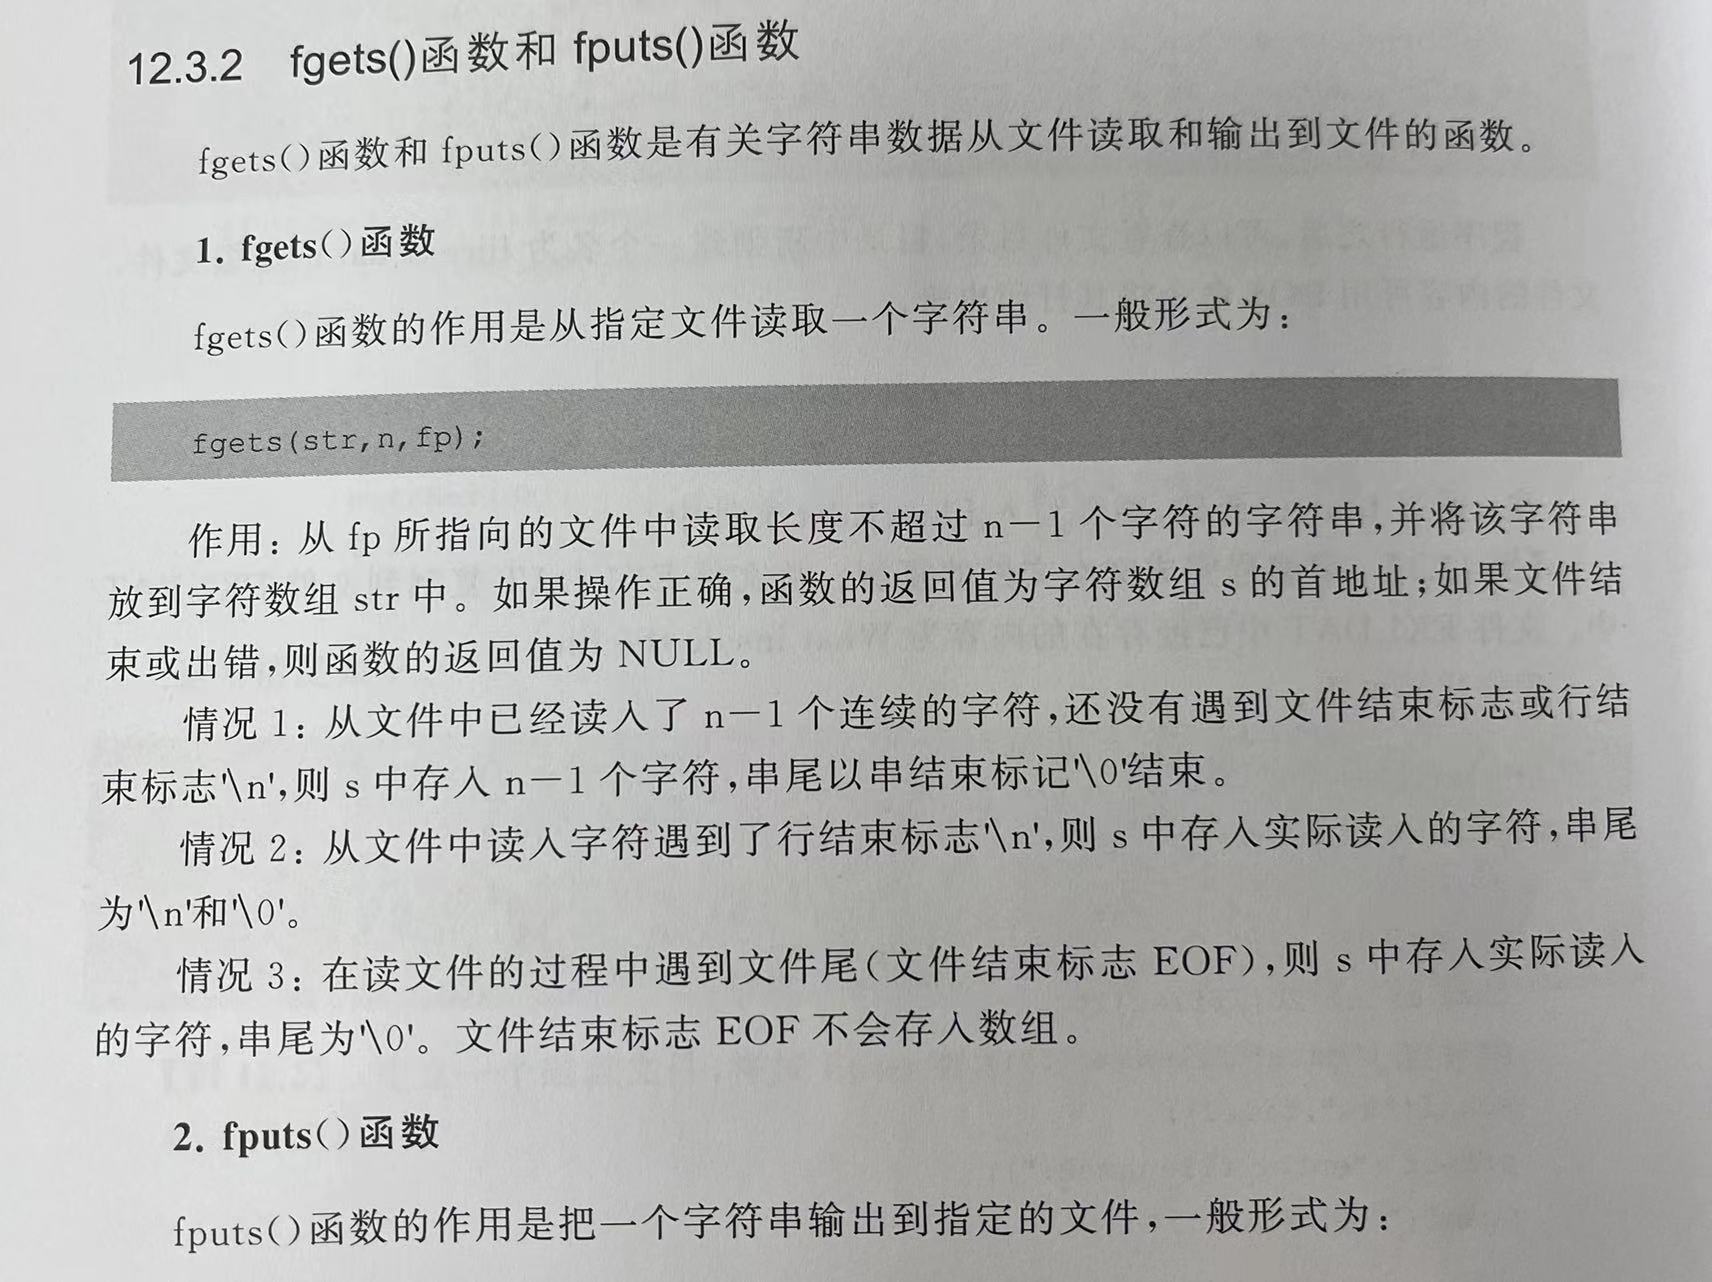 12.3.2 fgets()函数和 fputs()函数
fgets()函数和 fputs()函数是有关字符串数据从文件读取和输出到文件的函数。
1. fgets()函数
fgets()函数的作用是从指定文件读取一个字符串。一般形式为:
fgets(str,n,fp);
作用: 从 fp 所指向的文件中读取长度不超过 n－1 个字符的字符串,并将该字符串
放到字符数组 str 中。如果操作正确,函数的返回值为字符数组 s 的首地址;如果文件结
束或出错,则函数的返回值为 NULL。
情况 1: 从文件中已经读入了 n－1 个连续的字符,还没有遇到文件结束标志或行结
束标志'\n',则 s 中存入 n－1 个字符,串尾以串结束标记'\0'结束。
情况 2: 从文件中读入字符遇到了行结束标志'\n',则 s 中存入实际读入的字符,串尾
为'\n'和'\0'。
情况 3: 在读文件的过程中遇到文件尾(文件结束标志 EOF),则 s 中存入实际读入
的字符,串尾为'\0'。文件结束标志 EOF 不会存入数组。
2. fputs()函数
fputs()函数的作用是把一个字符串输出到指定的文件,一般形式为: